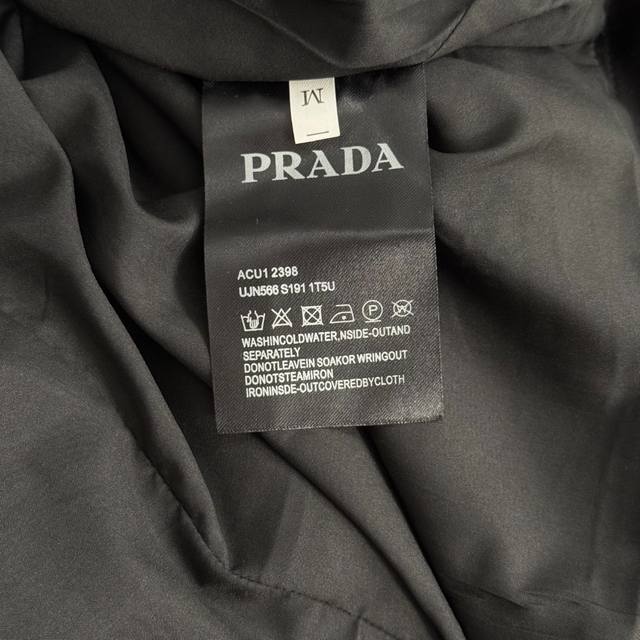 M
PRADA
ACU1 2398
UJN566 S191 1T5U
WASHINCOLDWATER,NSIDE-OUTAND
SEPARATELY
DONOTLEAVEIN SOAKOR WRINGOUT
DONOTSTEAMIRON
IRONINSDE-OUTCOVEREDBYCLOTH